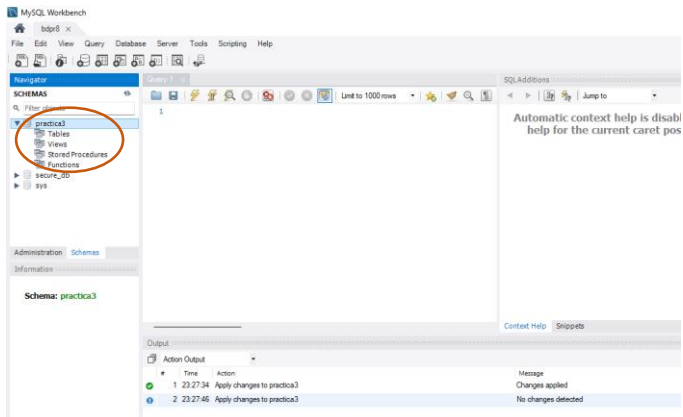 MySQL Workbench
bdpr8
File Edit View Query Database Server Tools Scripting Help
Navigator
SCHEMAS
Filter objects
practica3
Tables
Views
Stored Procedures
Functions
secure_db
sys
Administration Schemas
Information
Schema: practica3
Query 1
Limit to 1000 rows
1
SQLAdditions
Jump to
Automatic context help is disabl
help for the current caret pos
Context Help Snippets
Output
Action Output
# Time Action Message
1 23:27:34 Apply changes to practica3 Changes applied
2 23:27:46 Apply changes to practica3 No changes detected